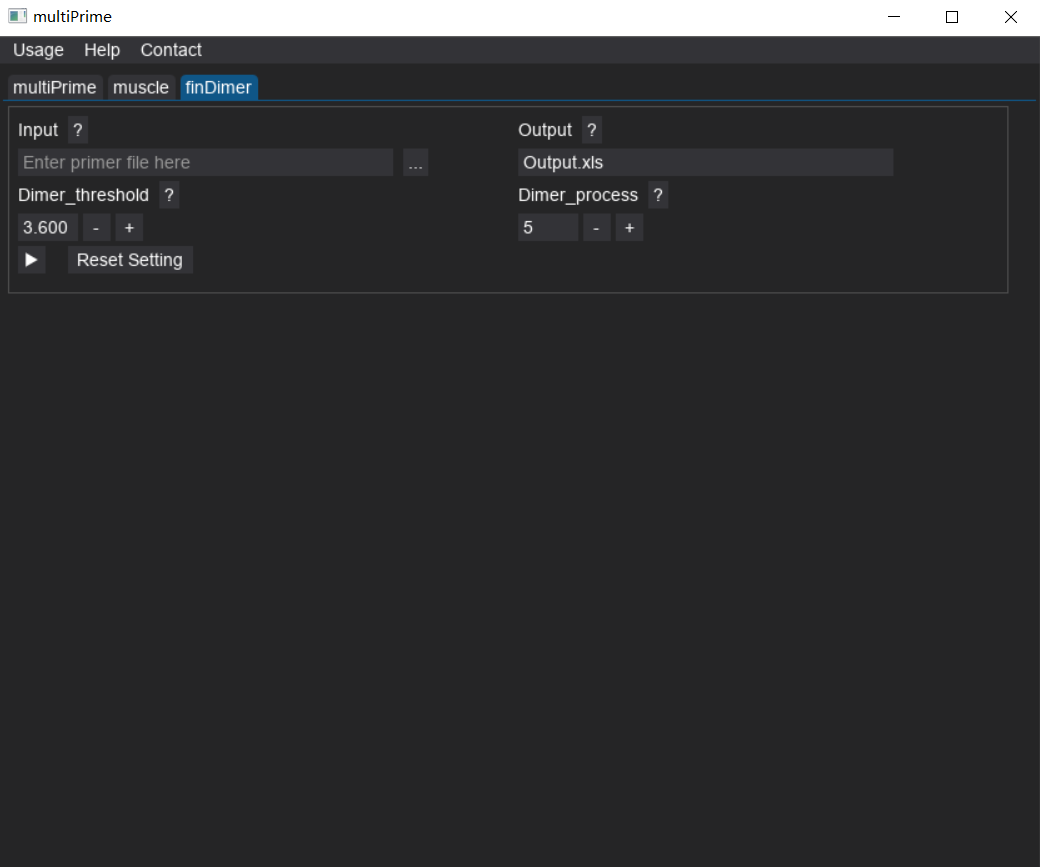 multiPrime
Usage Help Contact
multiPrime muscle finDimer
Input ? Output ?
Enter primer file here ... Output.xls
Dimer_threshold ? Dimer_process ?
3.600 - + 5 - +
Reset Setting